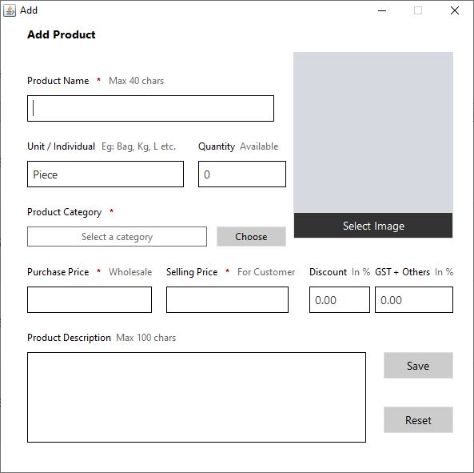 Add
Add Product
Product Name * Max 40 chars
Unit / Individual Eg: Bag, Kg, L etc. Quantity Available
Piece 0
Product Category *
Select Image
Select a category Choose
Purchase Price * Wholesale Selling Price * For Customer Discount In % GST + Others In %
0.00 0.00
Product Description Max 100 chars
Save
Reset